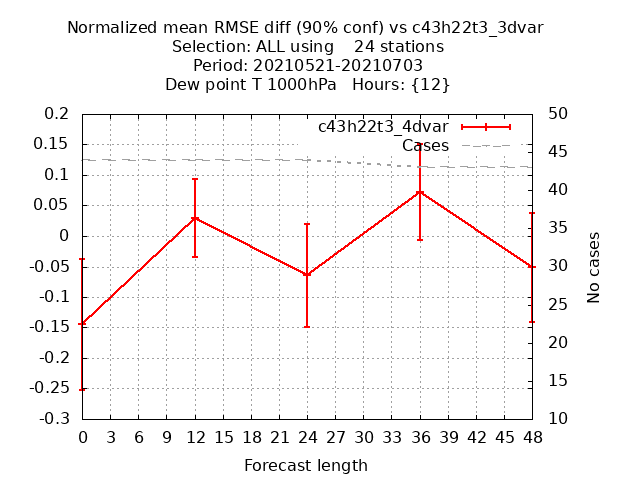 Normalized mean RMSE diff (90% conf) vs c43h22t3_3dvar
Selection: ALL using    24 stations
Period: 20210521-20210703
Dew point T 1000hPa   Hours: {12}
c43h22t3_4dvar
Cases
0.2
0.15
0.1
0.05
0
-0.05
-0.1
-0.15
-0.2
-0.25
-0.3
50
45
40
35
30
25
20
15
10
No cases
0 3 6 9 12 15 18 21 24 27 30 33 36 39 42 45 48
Forecast length